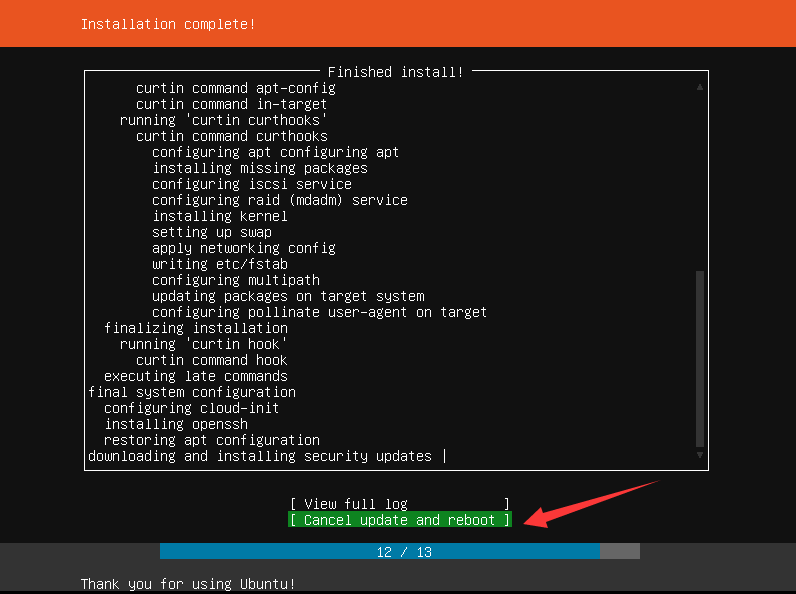 Installation complete!
Finished install!
curtin command apt-config
curtin command in-target
running 'curtin curthooks'
curtin command curthooks
configuring apt configuring apt
installing missing packages
configuring iscsi service
configuring raid (mdadm) service
installing kernel
setting up swap
apply networking config
writing etc/fstab
configuring multipath
updating packages on target system
configuring pollinate user-agent on target
finalizing installation
running 'curtin hook'
curtin command hook
executing late commands
final system configuration
configuring cloud-init
installing openssh
restoring apt configuration
downloading and installing security updates |
[ View full log ]
[ Cancel update and reboot ]
12 / 13
Thank you for using Ubuntu!